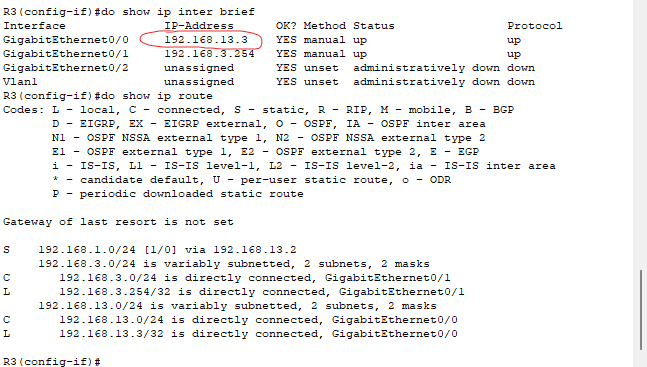 R3(config-if)#do show ip inter brief
Interface              IP-Address      OK? Method Status                Protocol
GigabitEthernet0/0     192.168.13.3    YES manual up                    up
GigabitEthernet0/1     192.168.3.254   YES manual up                    up
GigabitEthernet0/2     unassigned      YES unset  administratively down down
Vlan1                  unassigned      YES unset  administratively down down
R3(config-if)#do show ip route
Codes: L - local, C - connected, S - static, R - RIP, M - mobile, B - BGP
       D - EIGRP, EX - EIGRP external, O - OSPF, IA - OSPF inter area
       N1 - OSPF NSSA external type 1, N2 - OSPF NSSA external type 2
       E1 - OSPF external type 1, E2 - OSPF external type 2, E - EGP
       i - IS-IS, L1 - IS-IS level-1, L2 - IS-IS level-2, ia - IS-IS inter area
       * - candidate default, U - per-user static route, o - ODR
       P - periodic downloaded static route
Gateway of last resort is not set
S    192.168.1.0/24 [1/0] via 192.168.13.2
     192.168.3.0/24 is variably subnetted, 2 subnets, 2 masks
C       192.168.3.0/24 is directly connected, GigabitEthernet0/1
L       192.168.3.254/32 is directly connected, GigabitEthernet0/1
     192.168.13.0/24 is variably subnetted, 2 subnets, 2 masks
C       192.168.13.0/24 is directly connected, GigabitEthernet0/0
L       192.168.13.3/32 is directly connected, GigabitEthernet0/0
R3(config-if)#